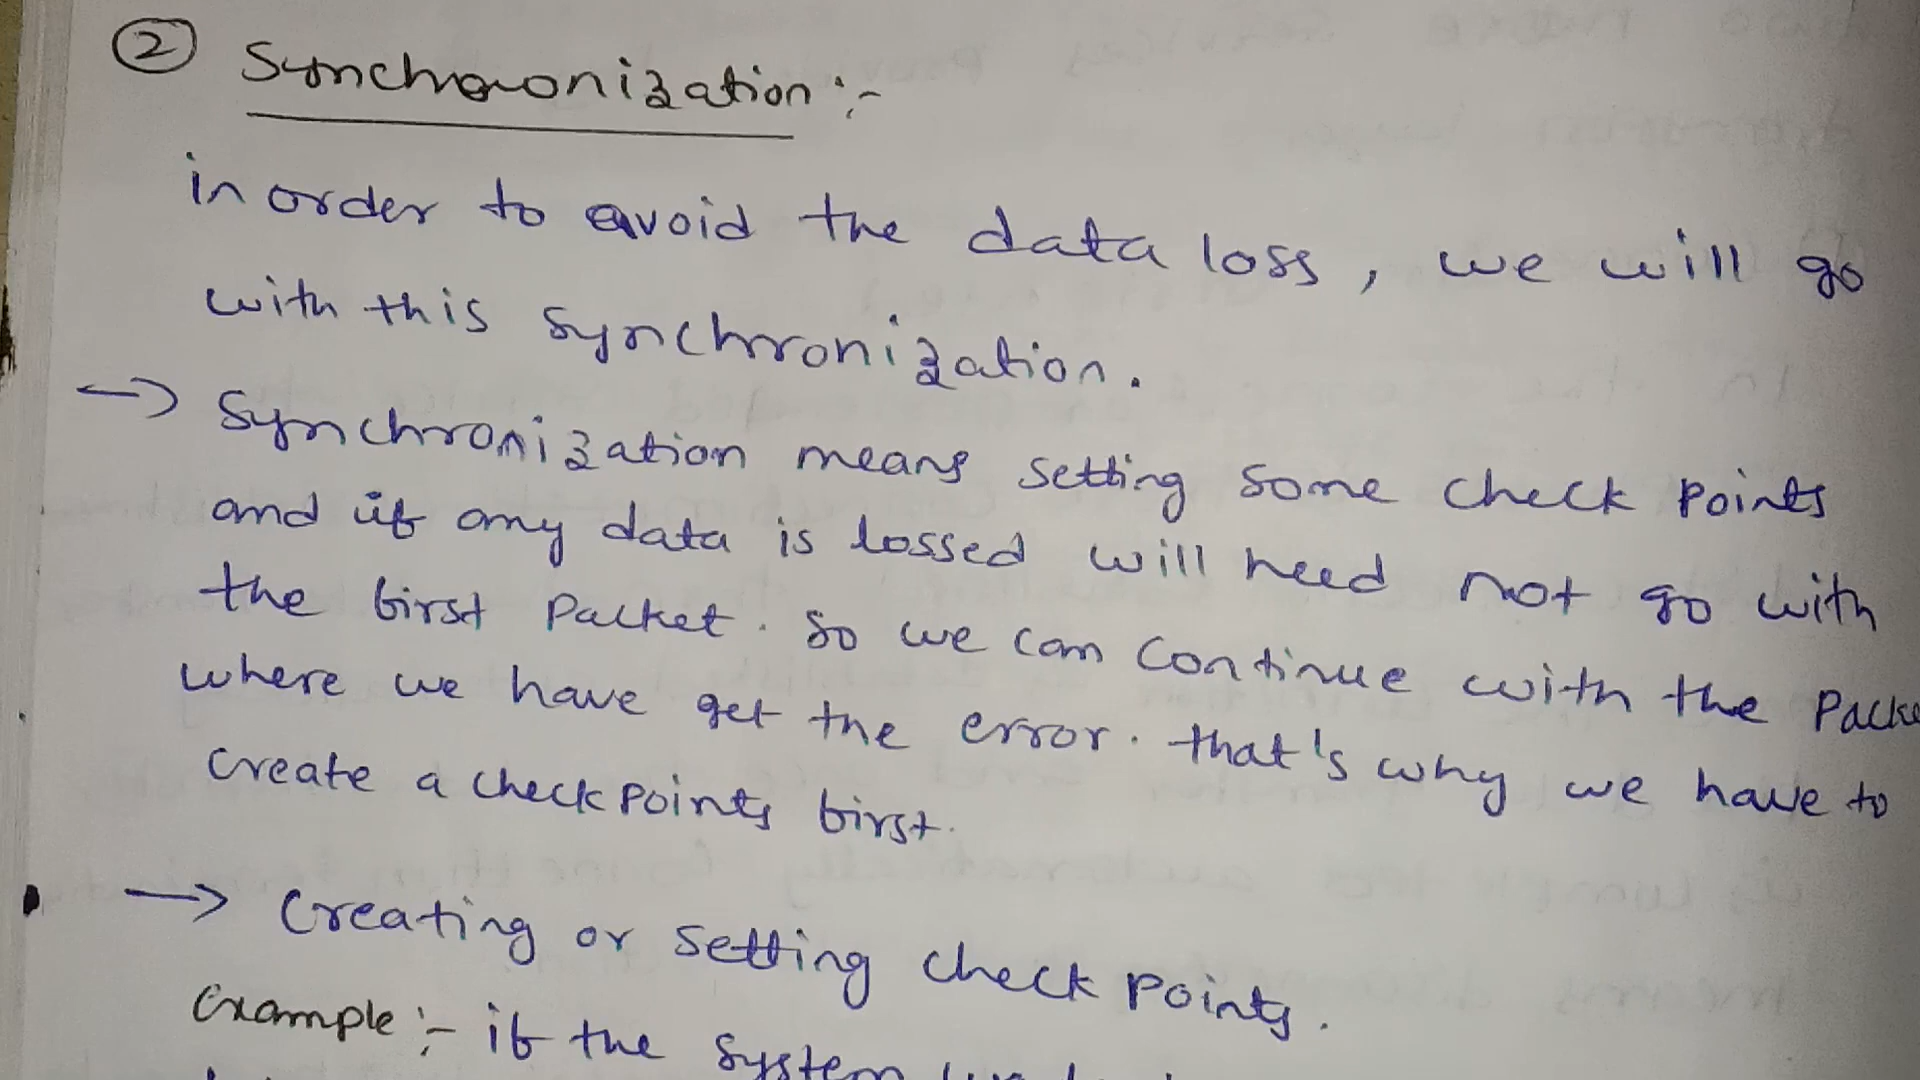 ② Synchronization :-
in order to avoid the data loss, we will go
with this synchronization.
→ Synchronization means setting some check points
and if any data is lossed will need not go with
the first packet. So we can continue with the packe
where we have get the error. that's why we have to
create a check points first.
→ Creating or setting check points.
Example :- if the system